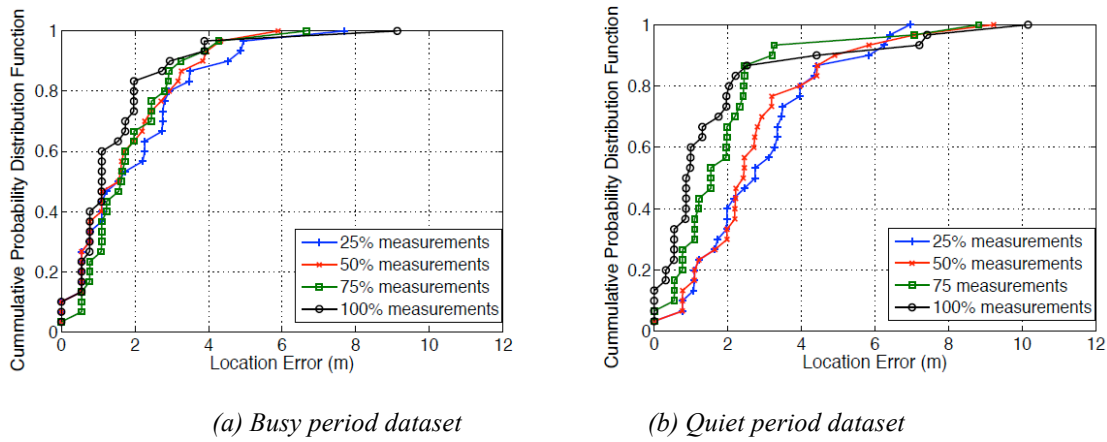 Cummulative Probability Distribution Function
1
0.8
0.6
0.4
0.2
0
0 2 4 6 8 10 12
Location Error (m)
25% measurements
50% measurements
75% measurements
100% measurements
(a) Busy period dataset
Cummulative Probability Distribution Function
1
0.8
0.6
0.4
0.2
0
0 2 4 6 8 10 12
Location Error (m)
25% measurements
50% measurements
75 measurements
100% measurements
(b) Quiet period dataset